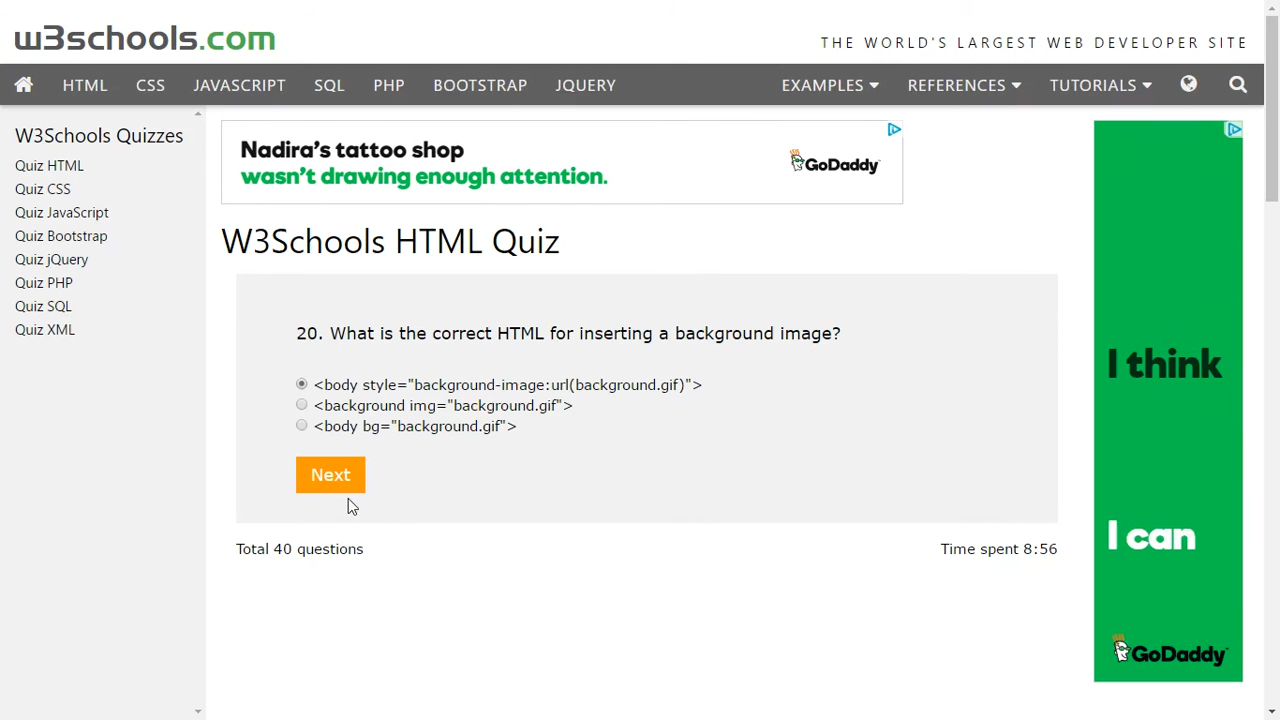 w3schools.com
THE WORLD'S LARGEST WEB DEVELOPER SITE
HTML CSS JAVASCRIPT SQL PHP BOOTSTRAP JQUERY EXAMPLES REFERENCES TUTORIALS
W3Schools Quizzes
Quiz HTML
Quiz CSS
Quiz JavaScript
Quiz Bootstrap
Quiz jQuery
Quiz PHP
Quiz SQL
Quiz XML
Nadira's tattoo shop
wasn't drawing enough attention.
GoDaddy
W3Schools HTML Quiz
20. What is the correct HTML for inserting a background image?
<body style="background-image:url(background.gif)">
<background img="background.gif">
<body bg="background.gif">
Next
Total 40 questions
Time spent 8:56
I think
I can
GoDaddy